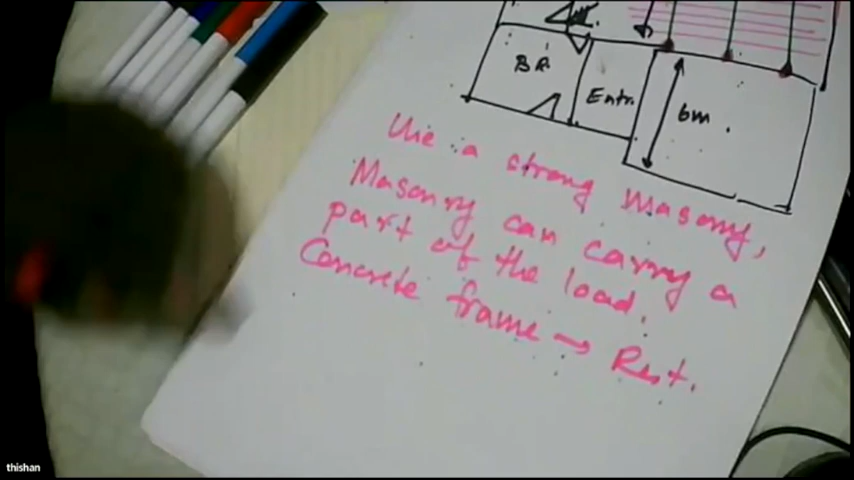 BR
Entr.
6m.
Use a strong masonry,
Masonry can carry a
part of the load.
Concrete frame → Rest.
thishan